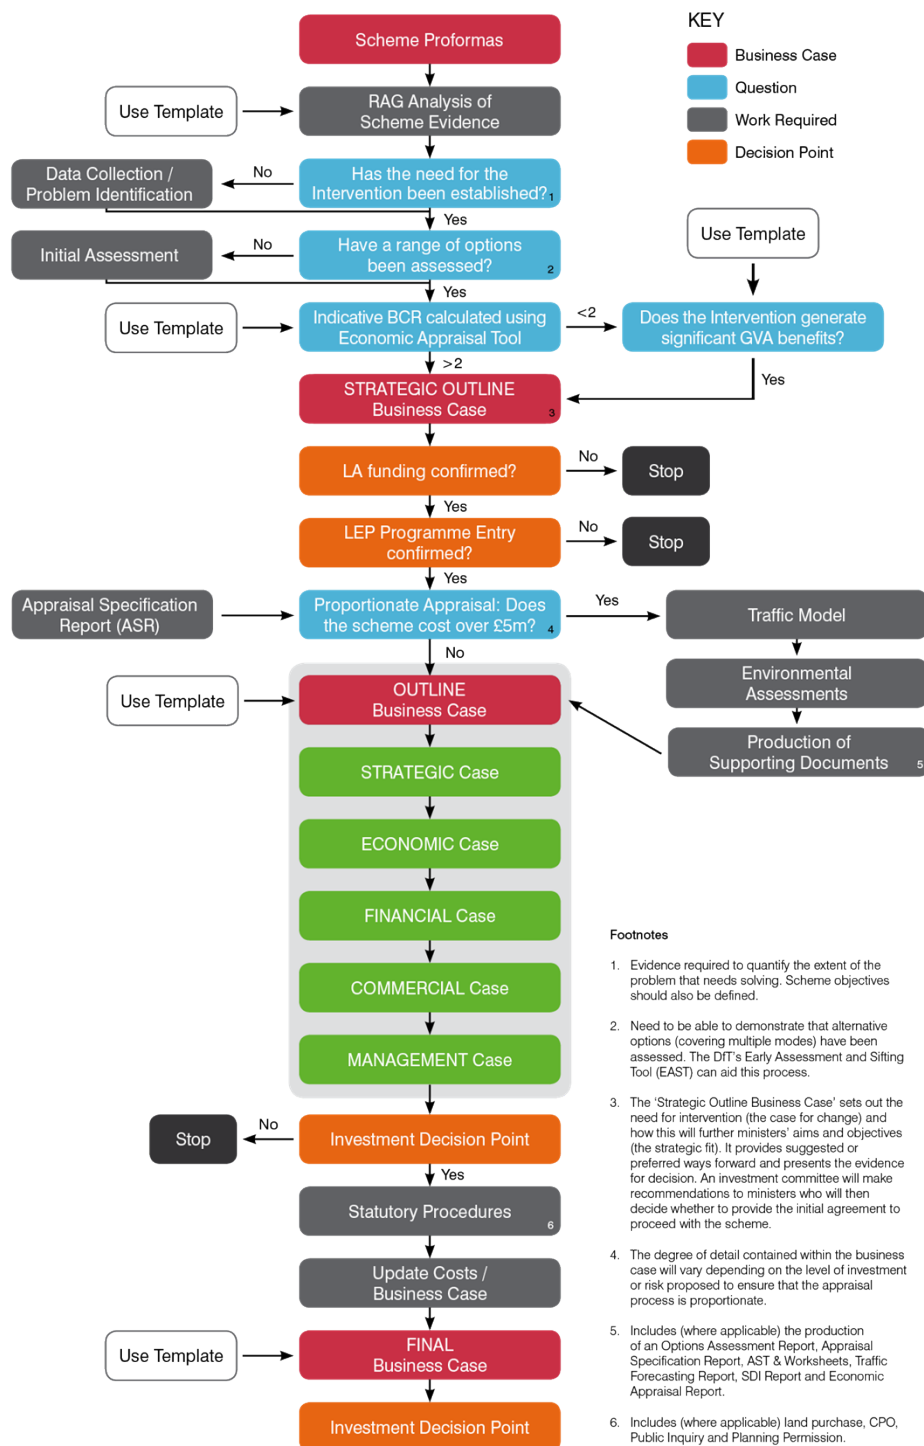 KEY
Business Case
Question
Work Required
Decision Point
Scheme Proformas
Use Template
RAG Analysis of
Scheme Evidence
Data Collection /
Problem Identification
No
Has the need for the
Intervention been established?
1
Yes
Initial Assessment
No
Have a range of options
been assessed?
2
Yes
Use Template
Use Template
Indicative BCR calculated using
Economic Appraisal Tool
<2
Does the Intervention generate
significant GVA benefits?
>2
Yes
STRATEGIC OUTLINE
Business Case
3
LA funding confirmed?
No
Stop
Yes
LEP Programme Entry
confirmed?
No
Stop
Yes
Appraisal Specification
Report (ASR)
Proportionate Appraisal: Does
the scheme cost over £5m?
4
Yes
Traffic Model
No
Environmental
Assessments
Production of
Supporting Documents
5
Use Template
OUTLINE
Business Case
STRATEGIC Case
ECONOMIC Case
FINANCIAL Case
COMMERCIAL Case
MANAGEMENT Case
Stop
No
Investment Decision Point
Yes
Statutory Procedures
6
Update Costs /
Business Case
Use Template
FINAL
Business Case
Investment Decision Point
Footnotes
1. Evidence required to quantify the extent of the
problem that needs solving. Scheme objectives
should also be defined.
2. Need to be able to demonstrate that alternative
options (covering multiple modes) have been
assessed. The DfT's Early Assessment and Sifting
Tool (EAST) can aid this process.
3. The 'Strategic Outline Business Case' sets out the
need for intervention (the case for change) and
how this will further ministers' aims and objectives
(the strategic fit). It provides suggested or
preferred ways forward and presents the evidence
for decision. An investment committee will make
recommendations to ministers who will then
decide whether to provide the initial agreement to
proceed with the scheme.
4. The degree of detail contained within the business
case will vary depending on the level of investment
or risk proposed to ensure that the appraisal
process is proportionate.
5. Includes (where applicable) the production
of an Options Assessment Report, Appraisal
Specification Report, AST & Worksheets, Traffic
Forecasting Report, SDI Report and Economic
Appraisal Report.
6. Includes (where applicable) land purchase, CPO,
Public Inquiry and Planning Permission.